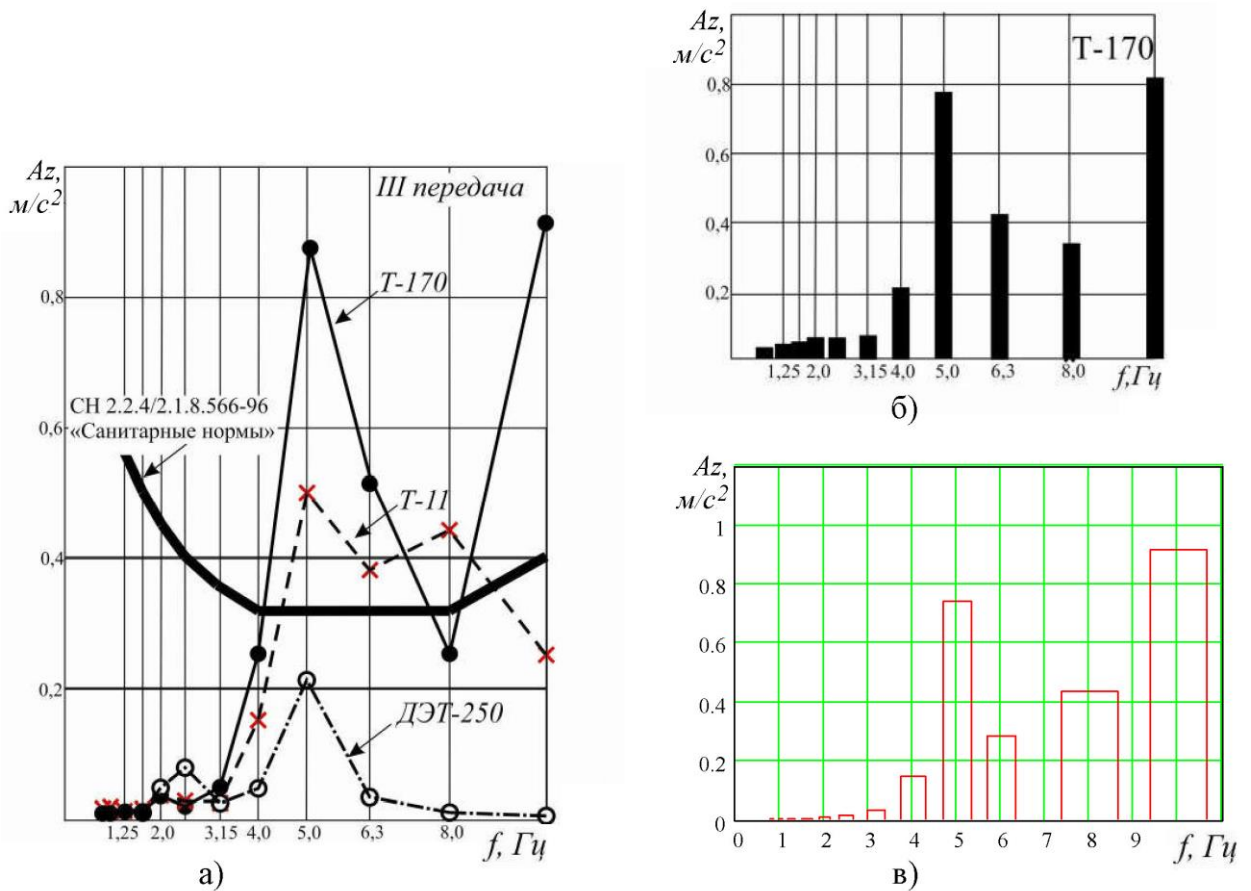 Az,
м/с²
III передача
0,8
Т-170
СН 2.2.4/2.1.8.566-96
«Санитарные нормы»
0,6
Т-11
0,4
0,2
ДЭТ-250
1,25 2,0 3,15 4,0 5,0 6,3 8,0
f, Гц
а)
Az,
м/с²
Т-170
0,8
0,6
0,4
0,2
1,25 2,0 3,15 4,0 5,0 6,3 8,0 f,Гц
б)
Az,
м/с²
1
0.8
0.6
0.4
0.2
0
0 1 2 3 4 5 6 7 8 9 f, Гц
в)